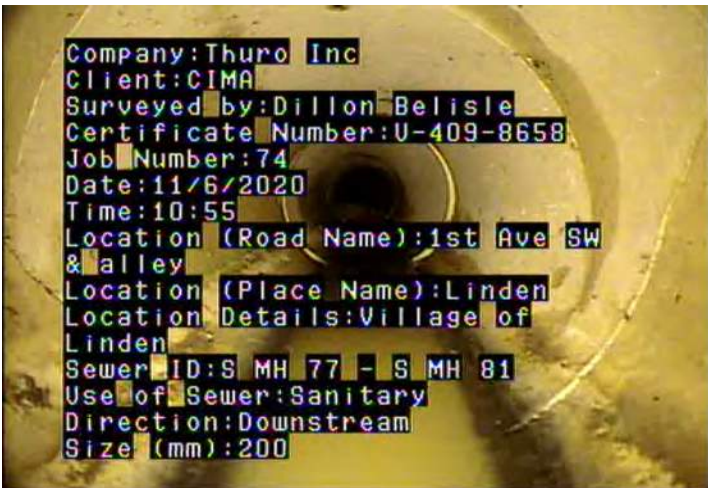 Company:Thuro Inc
Client:CIMA
Surveyed by:Dillon Belisle
Certificate Number:U-409-8658
Job Number:74
Date:11/6/2020
Time:10:55
Location (Road Name):1st Ave SW
& alley
Location (Place Name):Linden
Location Details:Village of
Linden
Sewer ID:S MH 77 - S MH 81
Use of Sewer:Sanitary
Direction:Downstream
Size (mm):200